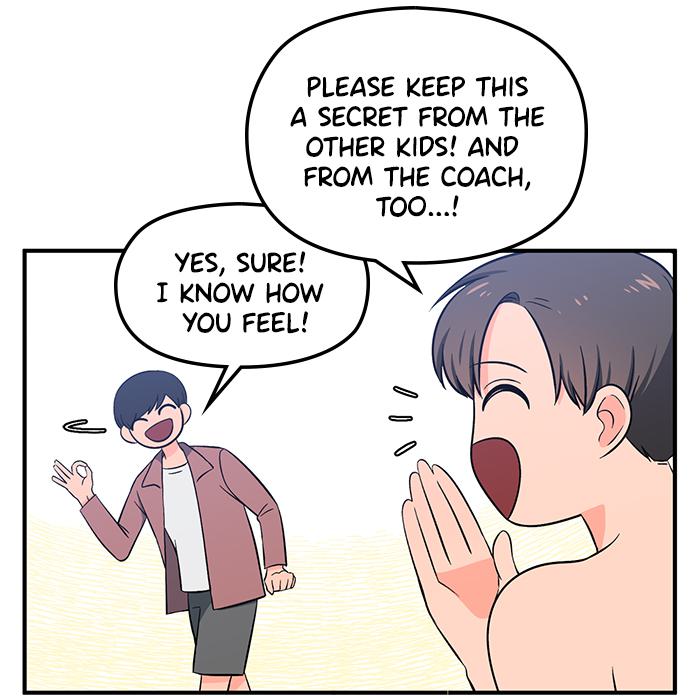 PLEASE KEEP THIS
A SECRET FROM THE
OTHER KIDS! AND
FROM THE COACH,
TOO...!
YES, SURE!
I KNOW HOW
YOU FEEL!